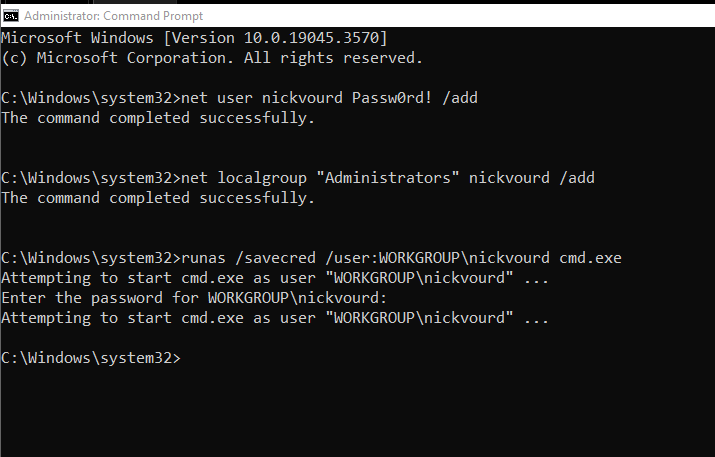 Administrator: Command Prompt
Microsoft Windows [Version 10.0.19045.3570]
(c) Microsoft Corporation. All rights reserved.
C:\Windows\system32>net user nickvourd Passw0rd! /add
The command completed successfully.
C:\Windows\system32>net localgroup "Administrators" nickvourd /add
The command completed successfully.
C:\Windows\system32>runas /savecred /user:WORKGROUP\nickvourd cmd.exe
Attempting to start cmd.exe as user "WORKGROUP\nickvourd" ...
Enter the password for WORKGROUP\nickvourd:
Attempting to start cmd.exe as user "WORKGROUP\nickvourd" ...
C:\Windows\system32>